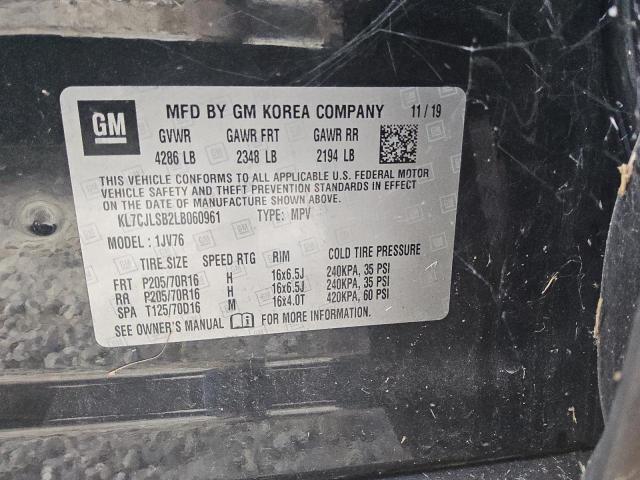 GM MFD BY GM KOREA COMPANY 11/19
GVWR GAWR FRT GAWR RR
4286 LB 2348 LB 2194 LB
THIS VEHICLE CONFORMS TO ALL APPLICABLE U.S. FEDERAL MOTOR
VEHICLE SAFETY AND THEFT PREVENTION STANDARDS IN EFFECT
ON THE DATE OF MANUFACTURE SHOWN ABOVE.
KL7CJLSB2LB060961 TYPE: MPV
MODEL: 1JV76
TIRE SIZE SPEED RTG RIM COLD TIRE PRESSURE
FRT P205/70R16 H 16x6.5J 240KPA, 35 PSI
RR P205/70R16 H 16x6.5J 240KPA, 35 PSI
SPA T125/70D16 M 16x4.0T 420KPA, 60 PSI
SEE OWNER'S MANUAL FOR MORE INFORMATION.